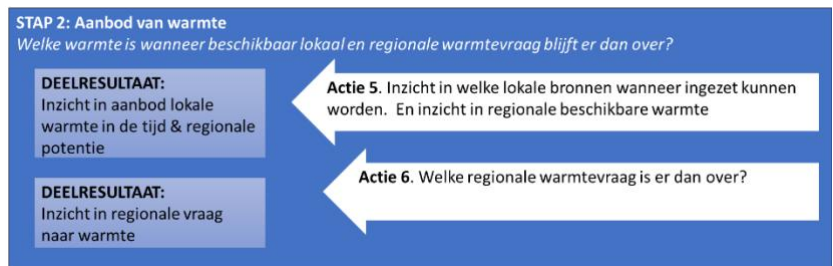 STAP 2: Aanbod van warmte
Welke warmte is wanneer beschikbaar lokaal en regionale warmtevraag blijft er dan over?
DEELRESULTAAT:
Inzicht in aanbod lokale
warmte in de tijd & regionale
potentie
Actie 5. Inzicht in welke lokale bronnen wanneer ingezet kunnen
worden. En inzicht in regionale beschikbare warmte
DEELRESULTAAT:
Inzicht in regionale vraag
naar warmte
Actie 6. Welke regionale warmtevraag is er dan over?